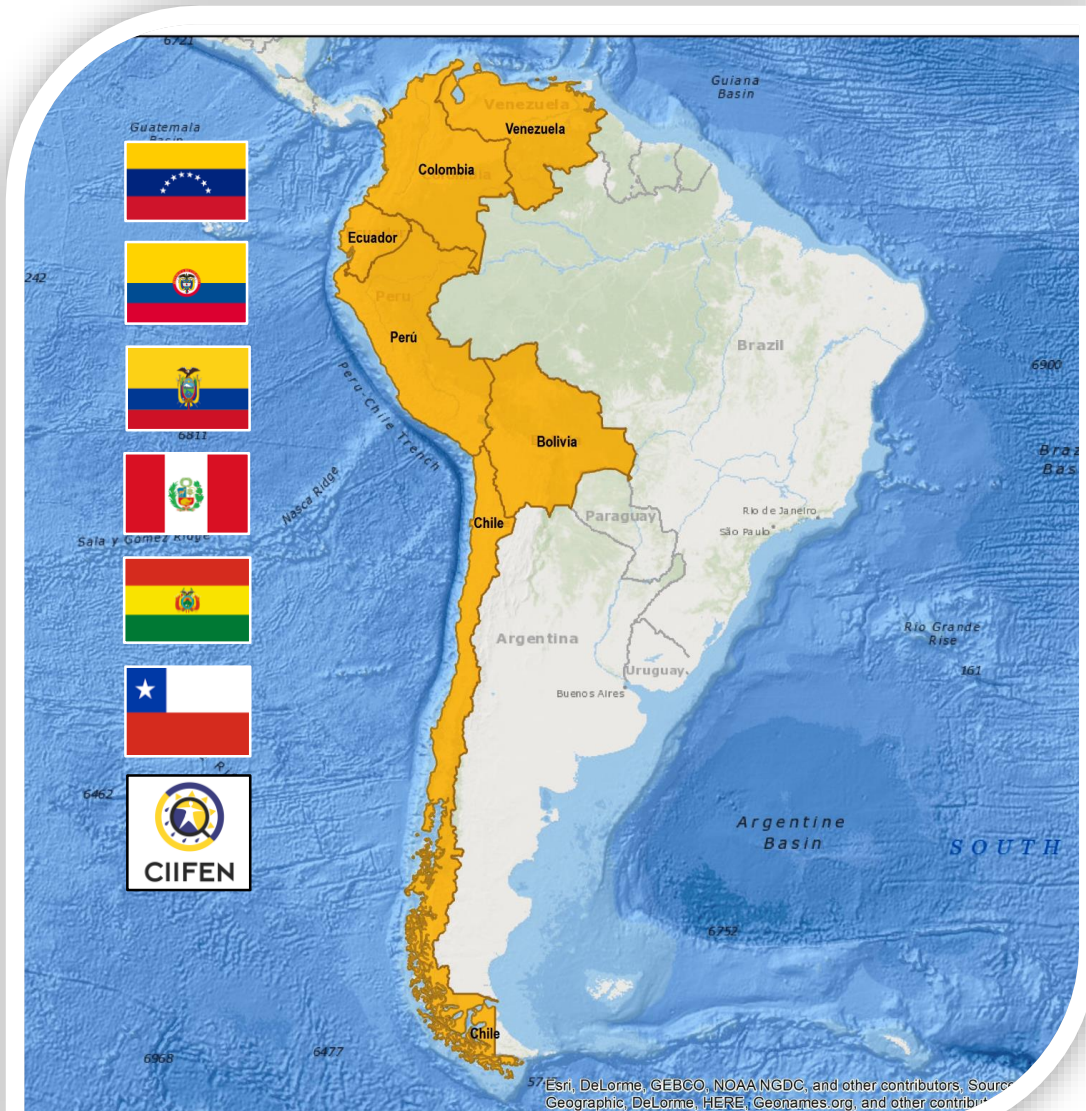 6721
Guiana
Basin
Guatemala
Basin
Venezuela
Venezuela
Colombia
Colombia
Ecuador
242
Peru
Perú
Brazil
6900
Peru-Chile Trench
6811
Bolivia
Braz
Bas
Nasca Ridge
Chile
Paraguay
Rio de Janeiro
São Paulo
Sala y Gomez Ridge
Rio Grande
Rise
Argentina
161
Uruguay
Buenos Aires
6462
CIIFEN
Argentine
Basin
SOUTH
6752
Chile
6968
6477
Esri, DeLorme, GEBCO, NOAA NGDC, and other contributors, Source
Geographic, DeLorme, HERE, Geonames.org, and other contribut